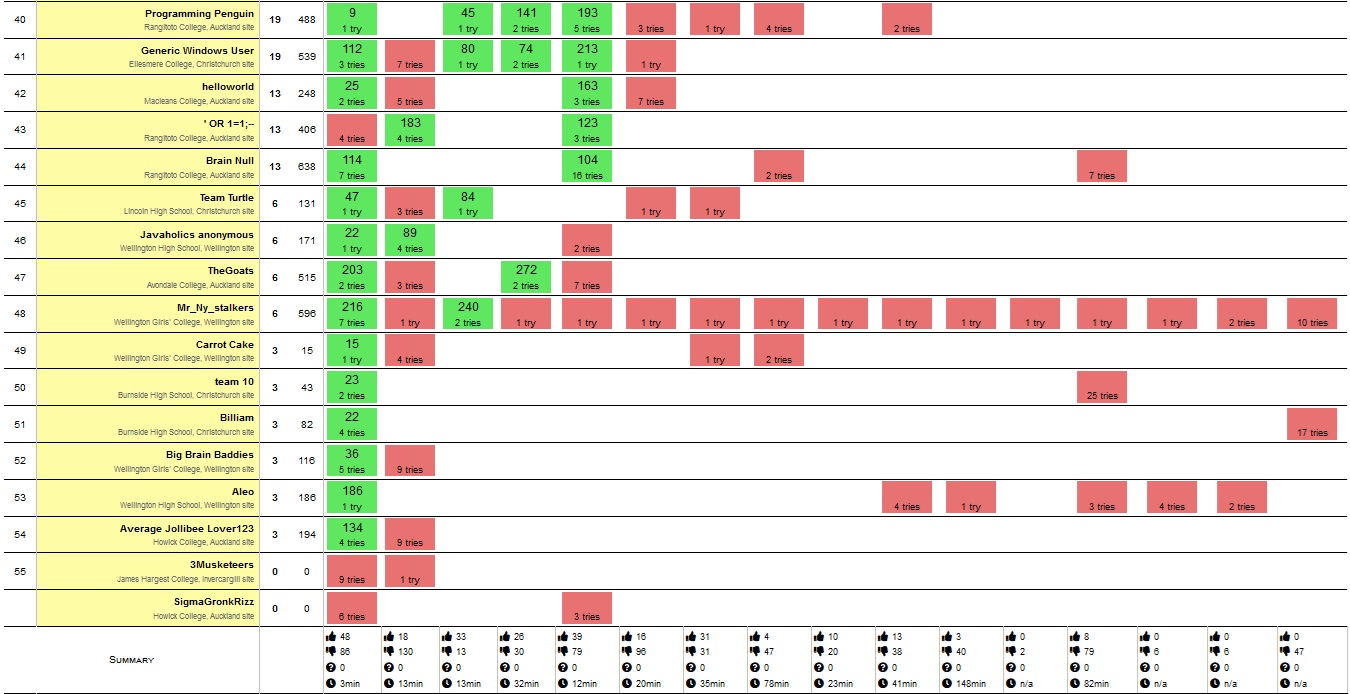 40 Programming Penguin 19 488 9 45 141 193
Rangitoto College, Auckland site 1 try 1 try 2 tries 5 tries 3 tries 1 try 4 tries 2 tries
41 Generic Windows User 19 539 112 80 74 213
Ellesmere College, Christchurch site 3 tries 7 tries 1 try 2 tries 1 try 1 try
42 helloworld 13 248 25 163
Macleans College, Auckland site 2 tries 5 tries 3 tries 7 tries
43 ' OR 1=1;-- 13 406 183 123
Rangitoto College, Auckland site 4 tries 4 tries 3 tries
44 Brain Null 13 638 114 104
Rangitoto College, Auckland site 7 tries 16 tries 2 tries 7 tries
45 Team Turtle 6 131 47 84
Lincoln High School, Christchurch site 1 try 3 tries 1 try 1 try 1 try
46 Javaholics anonymous 6 171 22 89
Wellington High School, Wellington site 1 try 4 tries 2 tries
47 TheGoats 6 515 203 272
Avondale College, Auckland site 2 tries 3 tries 2 tries 7 tries
48 Mr_Ny_stalkers 6 596 216 240
Wellington Girls' College, Wellington site 7 tries 1 try 2 tries 1 try 1 try 1 try 1 try 1 try 1 try 1 try 1 try 1 try 1 try 1 try 2 tries 10 tries
49 Carrot Cake 3 15 15
Wellington Girls' College, Wellington site 1 try 4 tries 1 try 2 tries
50 team 10 3 43 23
Burnside High School, Christchurch site 2 tries 25 tries
51 Billiam 3 82 22
Burnside High School, Christchurch site 4 tries 17 tries
52 Big Brain Baddies 3 116 36
Wellington Girls' College, Wellington site 5 tries 9 tries
53 Aleo 3 186 186
Wellington High School, Wellington site 1 try 4 tries 1 try 3 tries 4 tries 2 tries
54 Average Jollibee Lover123 3 194 134
Howick College, Auckland site 4 tries 9 tries
55 3Musketeers 0 0
James Hargest College, Invercargill site 9 tries 1 try
SigmaGronkRizz 0 0
Howick College, Auckland site 6 tries 3 tries
48 18 33 26 39 16 31 4 10 13 3 0 8 0 0 0
Summary 86 130 13 30 79 96 31 47 20 38 40 2 79 6 6 47
0 0 0 0 0 0 0 0 0 0 0 0 0 0 0 0
3min 13min 13min 32min 12min 20min 35min 78min 23min 41min 148min n/a 82min n/a n/a n/a